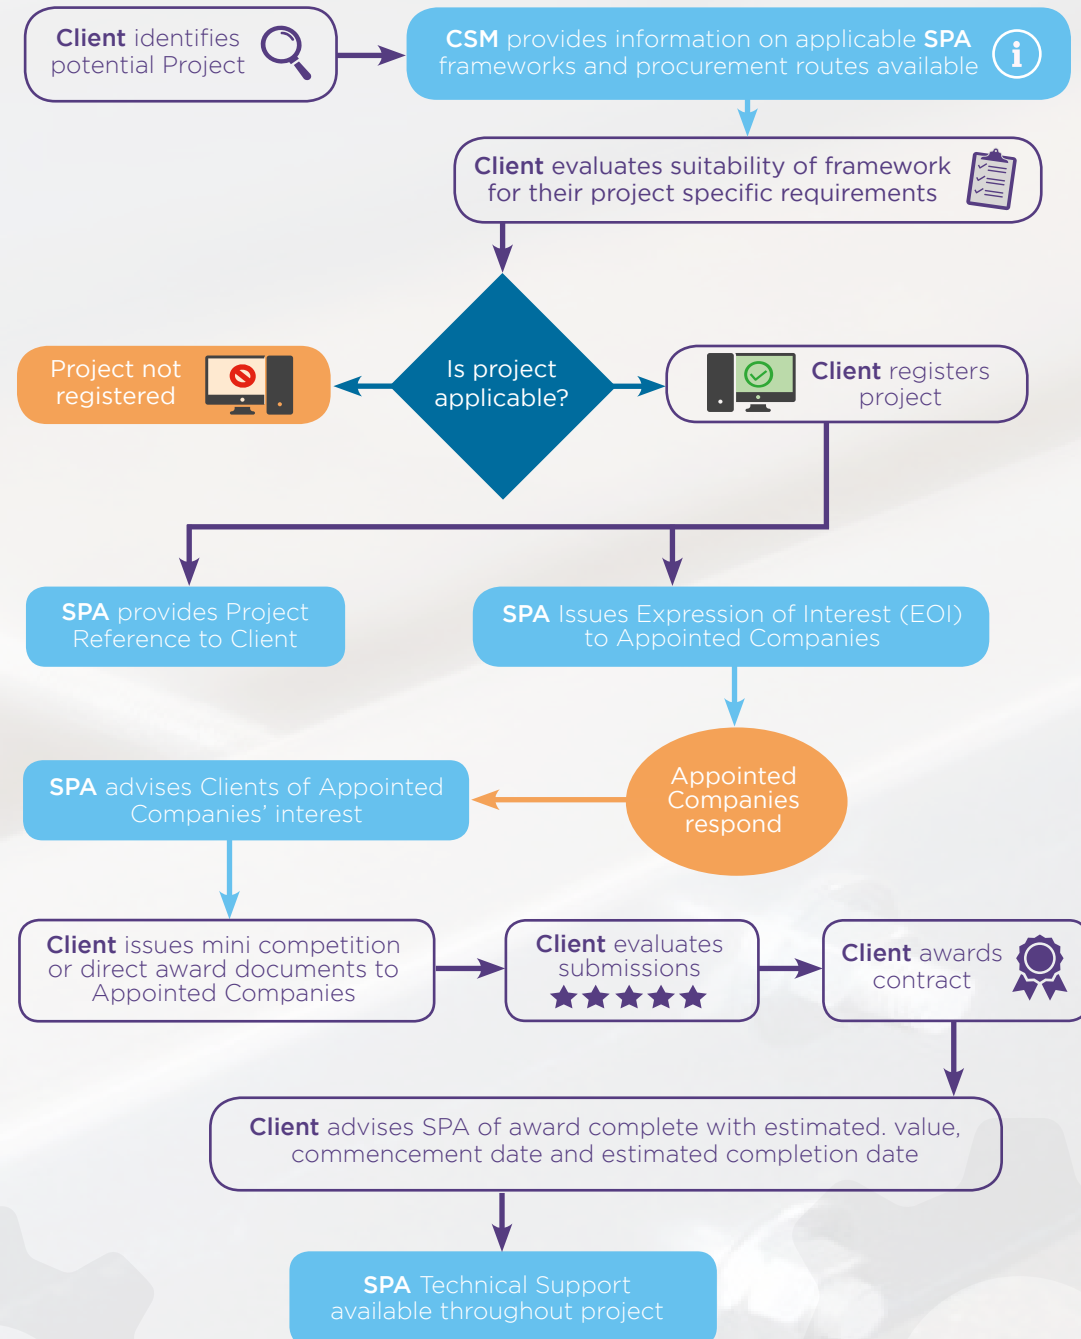 Client identifies
potential Project
CSM provides information on applicable SPA
frameworks and procurement routes available
i
Client evaluates suitability of framework
for their project specific requirements
Is project
applicable?
Project not
registered
Client registers
project
SPA provides Project
Reference to Client
SPA Issues Expression of Interest (EOI)
to Appointed Companies
Appointed
Companies
respond
SPA advises Clients of Appointed
Companies’ interest
Client issues mini competition
or direct award documents to
Appointed Companies
Client evaluates
submissions
Client awards
contract
Client advises SPA of award complete with estimated. value,
commencement date and estimated completion date
SPA Technical Support
available throughout project